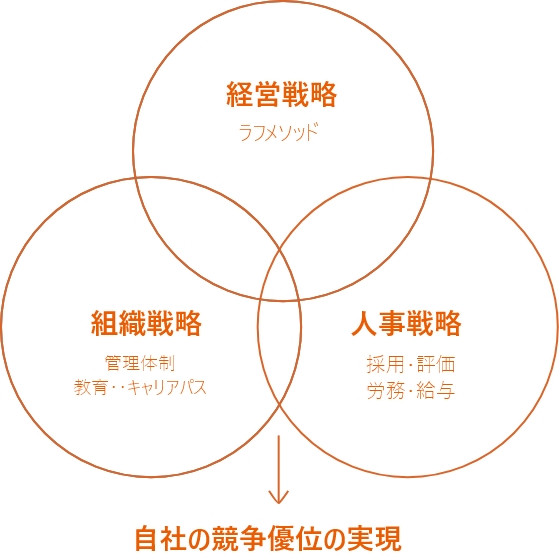 経営戦略
ラフメソッド
組織戦略
管理体制
教育・・キャリアパス
人事戦略
採用・評価
労務・給与
自社の競争優位の実現